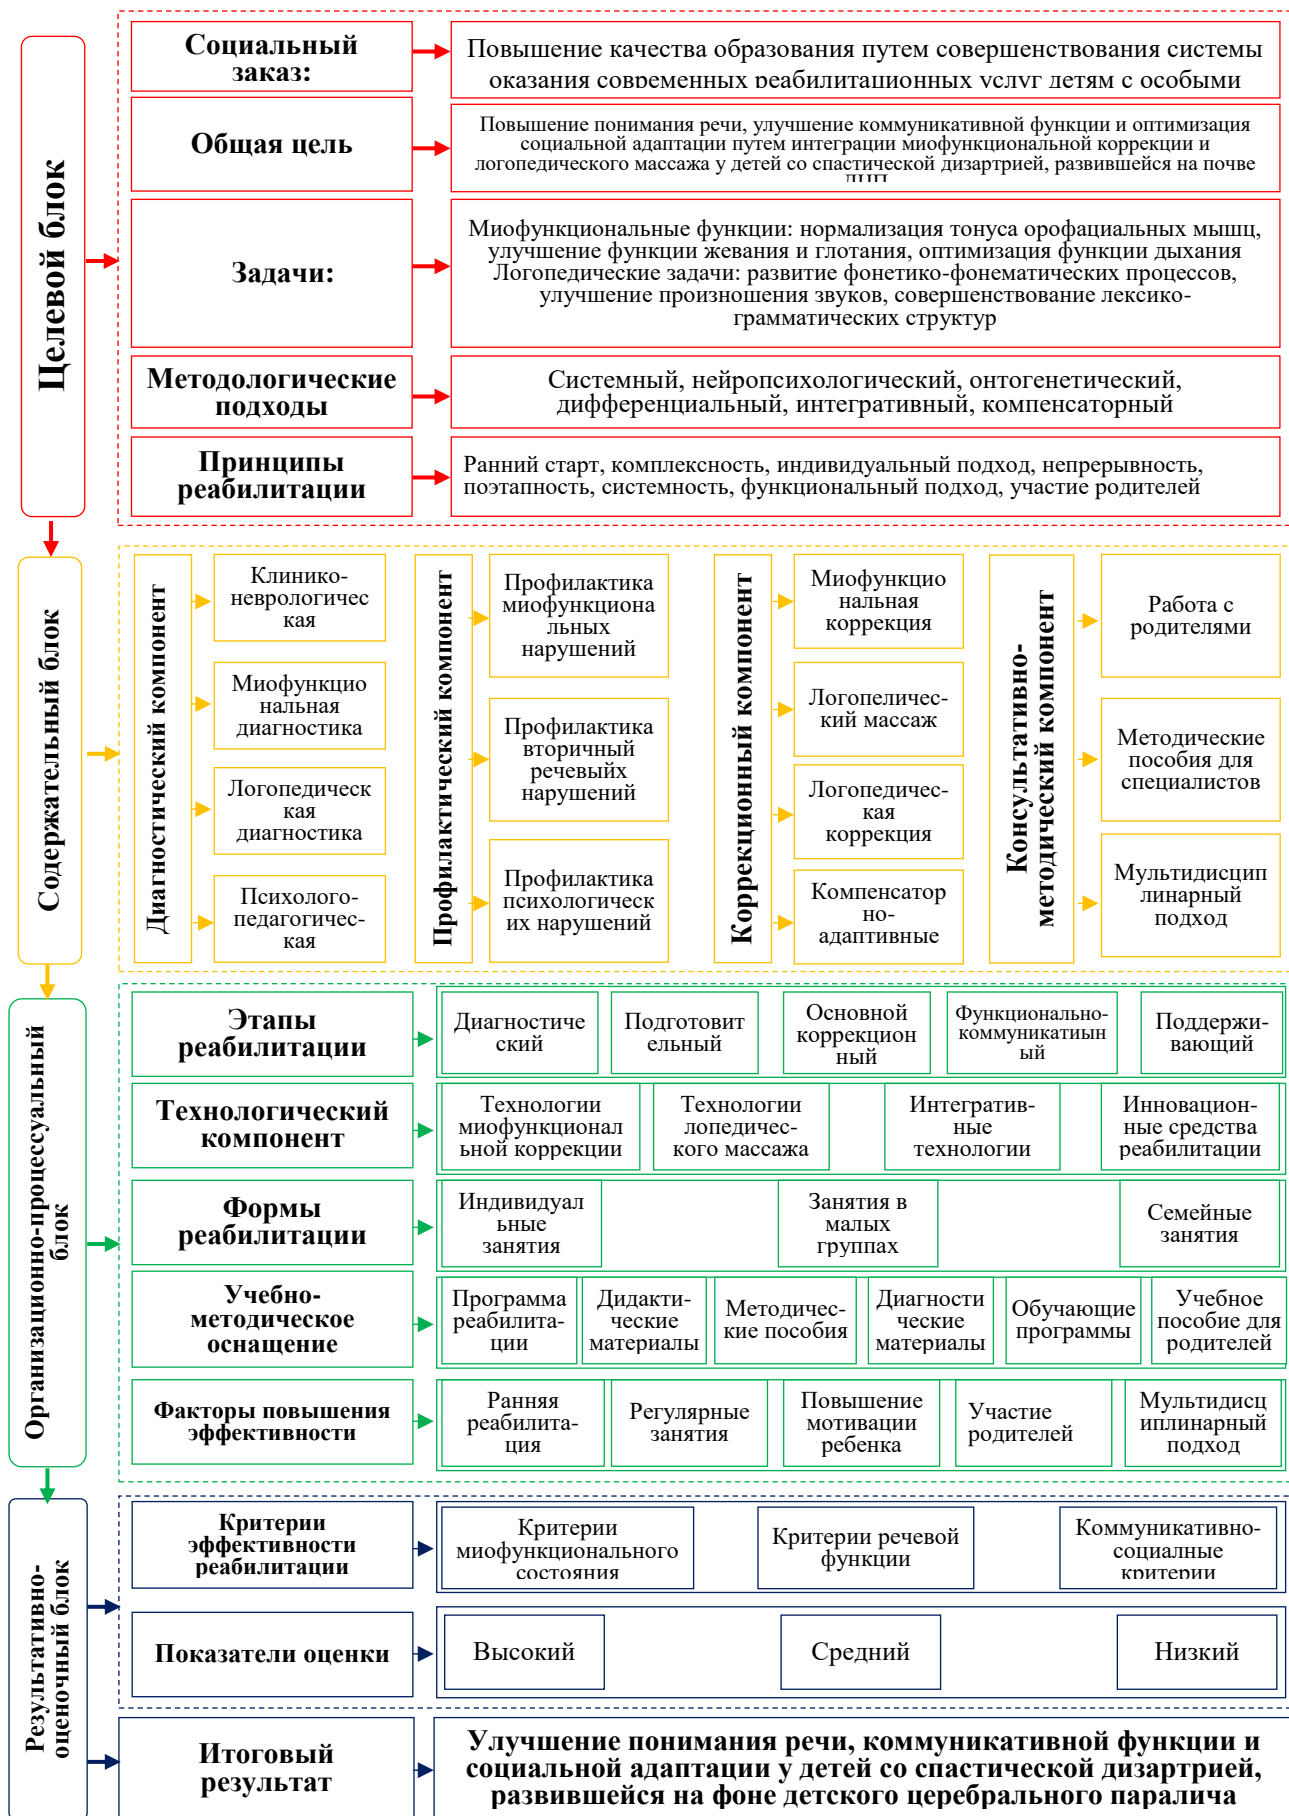 Целевой блок
Социальный
заказ:
Повышение качества образования путем совершенствования системы
оказания современных реабилитационных услуг детям с особыми
Общая цель
Повышение понимания речи, улучшение коммуникативной функции и оптимизация
социальной адаптации путем интеграции миофункциональной коррекции и
логопедического массажа у детей со спастической дизартрией, развившейся на почве
ДЦП
Задачи:
Миофункциональные функции: нормализация тонуса орофациальных мышц,
улучшение функции жевания и глотания, оптимизация функции дыхания
Логопедические задачи: развитие фонетико-фонематических процессов,
улучшение произношения звуков, совершенствование лексико-
грамматических структур
Методологические
подходы
Системный, нейропсихологический, онтогенетический,
дифференциальный, интегративный, компенсаторный
Принципы
реабилитации
Ранний старт, комплексность, индивидуальный подход, непрерывность,
поэтапность, системность, функциональный подход, участие родителей
Содержательный блок
Диагностический компонент
Клинико-
неврологичес
кая
Миофункцио
нальная
диагностика
Логопедическ
кая
диагностика
Психолого-
педагогичес-
кая
Профилактический компонент
Профилактика
миофункциона
льных
нарушений
Профилактика
вторичный
речевыйх
нарушений
Профилактика
психологическ
их нарушений
Коррекционный компонент
Миофункцио
нальная
коррекция
Логопеличес-
кий массаж
Логопедичес-
кая
коррекция
Компенсатор
но-
адаптивные
Консультативно-
методический компонент
Работа с
родителями
Методические
пособия для
специалистов
Мультидисцип
линарный
подход
Организационно-процессуальный
блок
Этапы
реабилитации
Диагностиче
ский
Подготовит
ельный
Основной
коррекцион
ный
Функционально-
коммуникатиын
ый
Поддержи-
вающий
Технологический
компонент
Технологии
миофункционал
ьной коррекции
Технологии
лопедичес-
кого массажа
Интегратив-
ные
технологии
Инновацион-
ные средства
реабилитации
Формы
реабилитации
Индивидуал
ьные
занятия
Занятия в
малых
группах
Семейные
занятия
Учебно-
методическое
оснащение
Программа
реабилита-
ции
Дидакти-
ческие
материалы
Методичес-
кие пособия
Диагности
ческие
материалы
Обучающие
программы
Учебное
пособие для
родителей
Факторы повышения
эффективности
Ранняя
реабилита-
ция
Регулярные
занятия
Повышение
мотивации
ребенка
Участие
родителей
Мультидисц
иплинарный
подход
Результативно-
оценочный блок
Критерии
эффективности
реабилитации
Критерии
миофункционального
состояния
Критерии речевой
функции
Коммуникативно-
социалные
критерии
Показатели оценки
Высокий
Средний
Низкий
Итоговый
результат
Улучшение понимания речи, коммуникативной функции и
социальной адаптации у детей со спастической дизартрией,
развившейся на фоне детского церебрального паралича